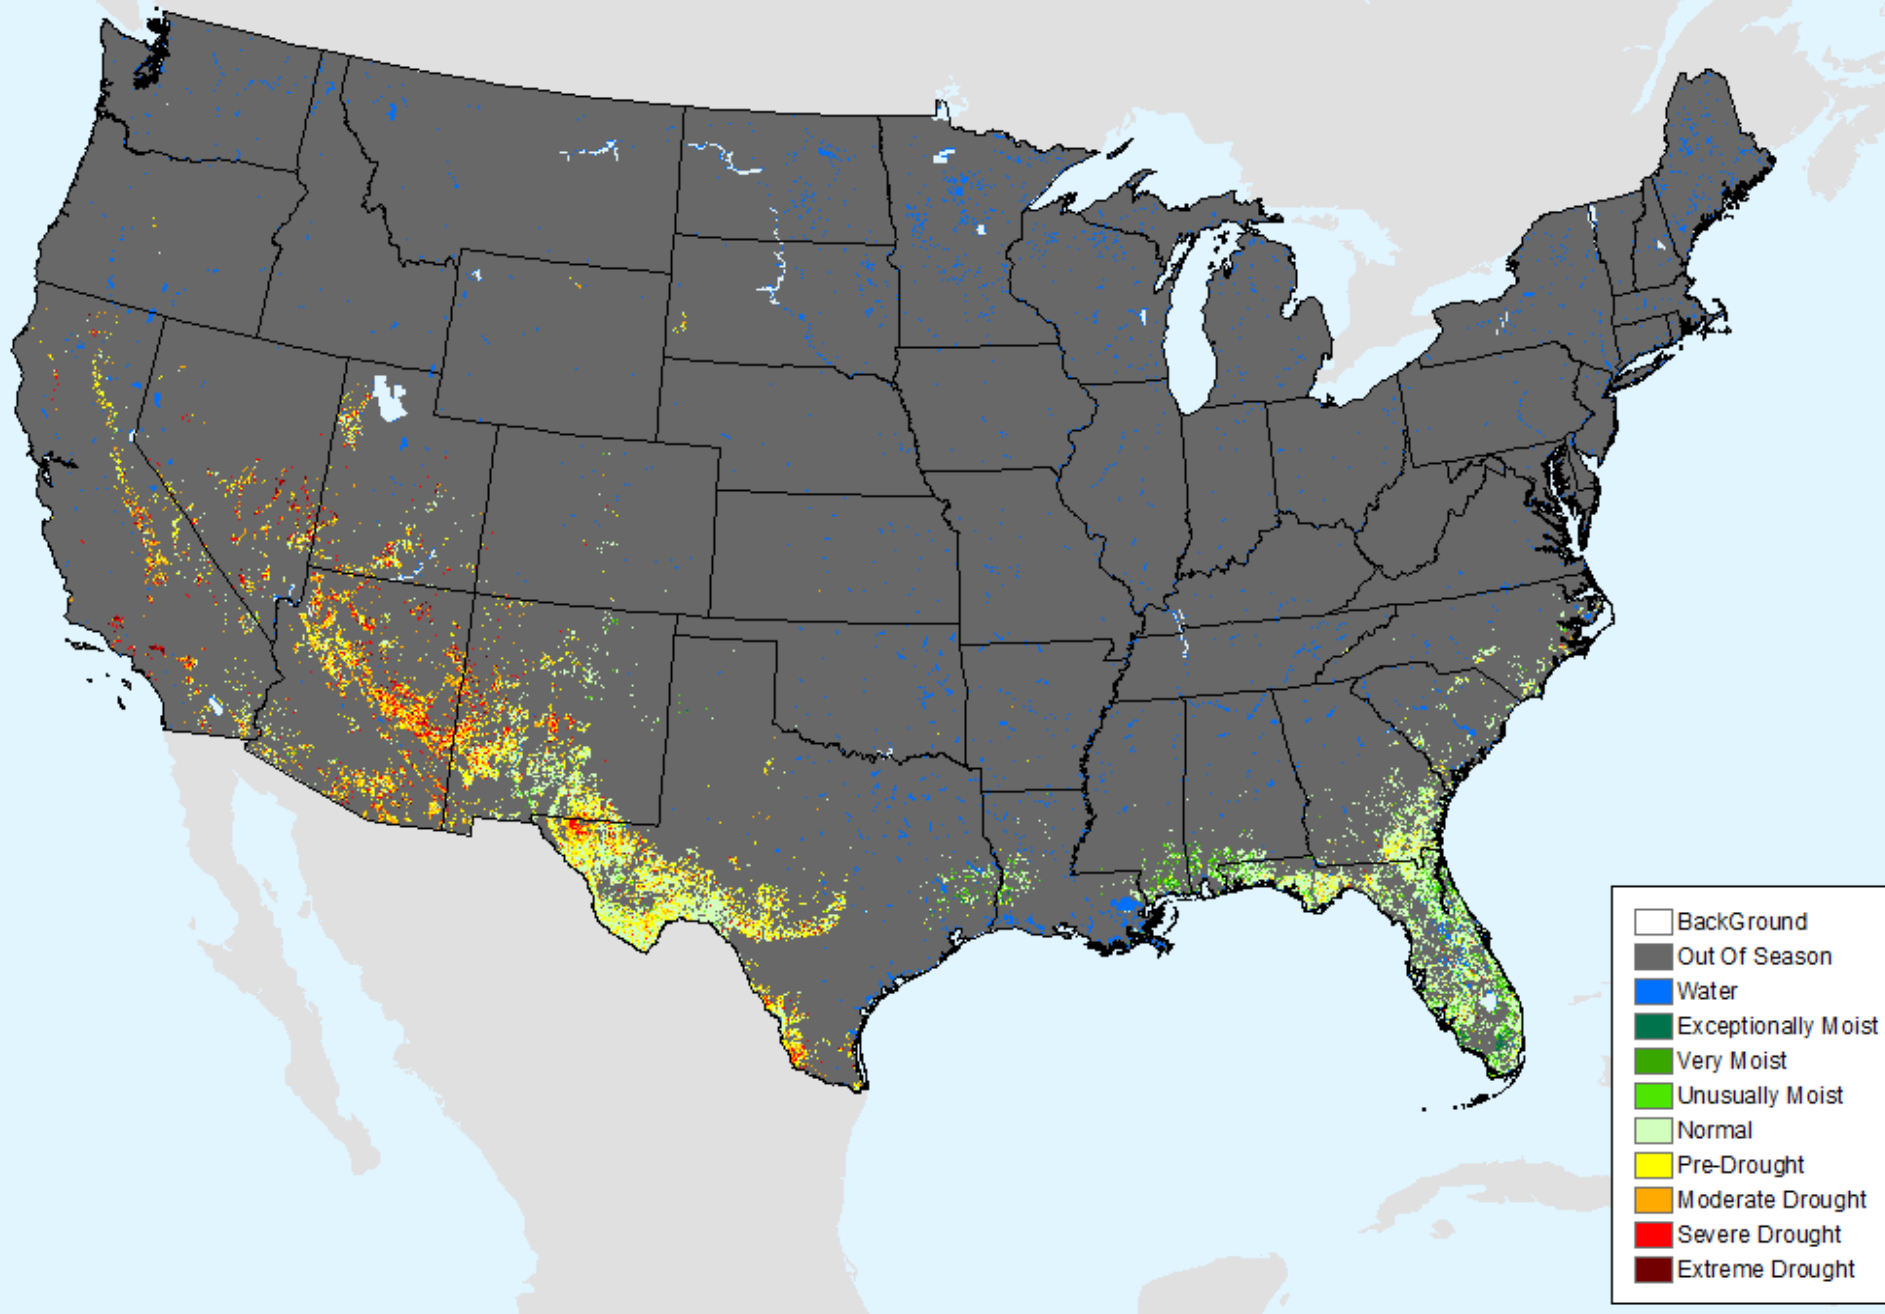 BackGround
Out Of Season
Water
Exceptionally Moist
Very Moist
Unusually Moist
Normal
Pre-Drought
Moderate Drought
Severe Drought
Extreme Drought